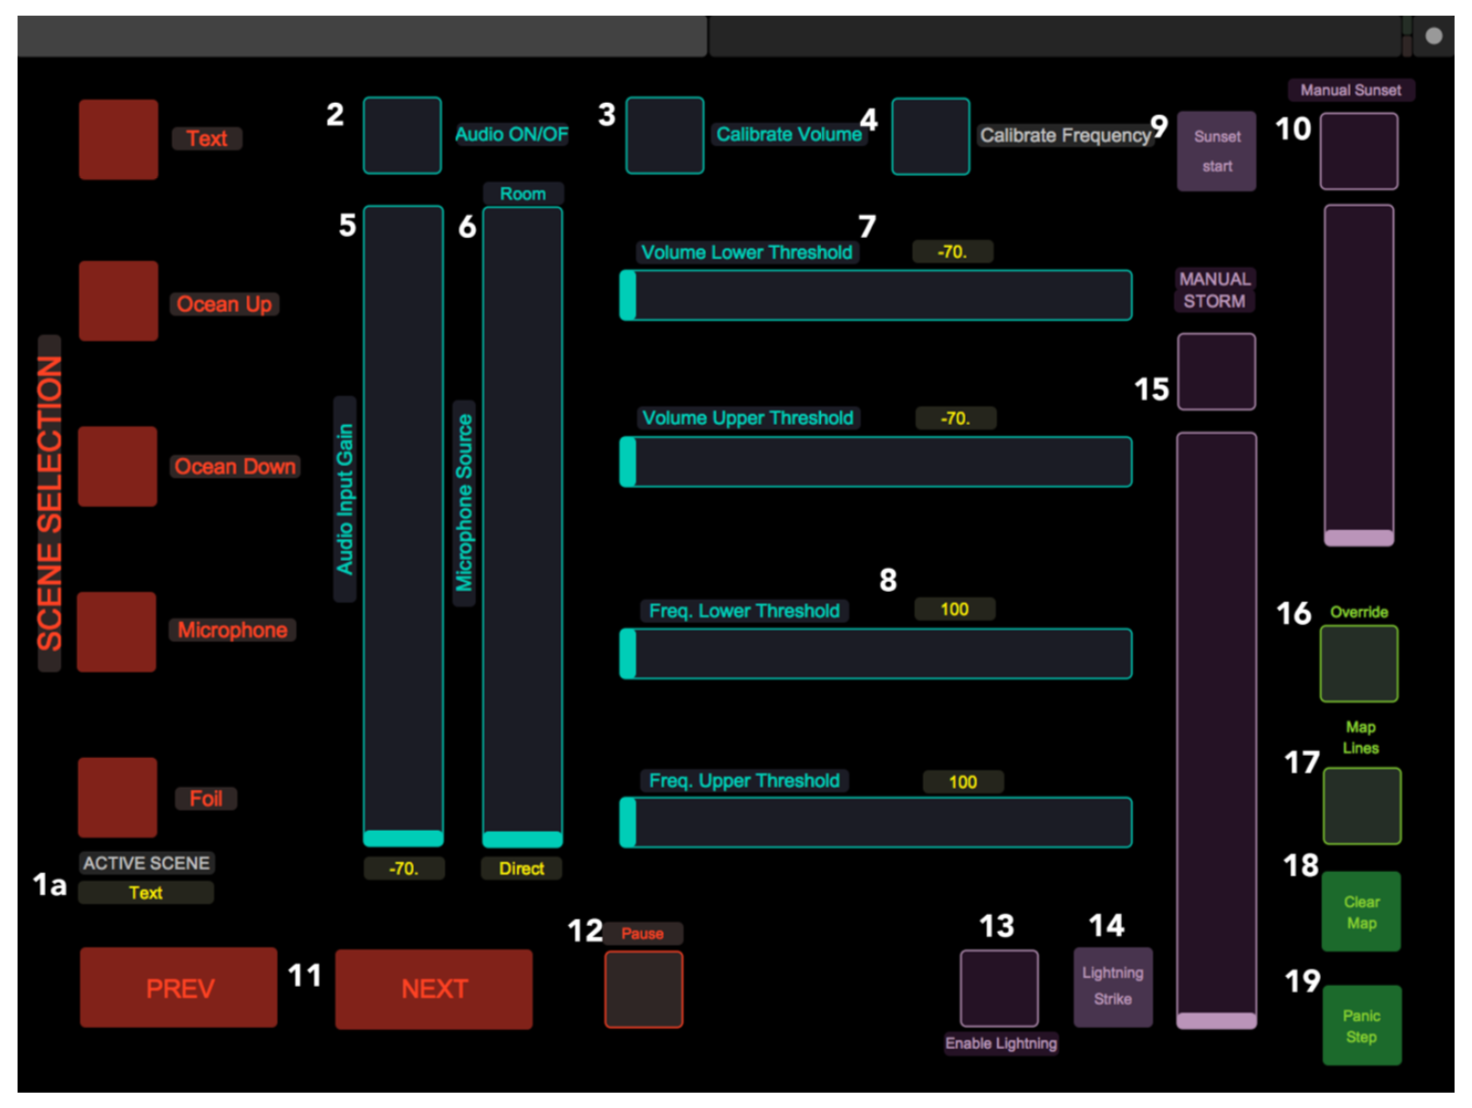 Manual Sunset
Text
2
Audio ON/OF
3
Calibrate Volume
4
Calibrate Frequency
9
Sunset
start
10
Room
5
6
7
Volume Lower Threshold
-70.
MANUAL
STORM
Ocean Up
15
SCENE SELECTION
Audio Input Gain
Microphone Source
Volume Upper Threshold
-70.
Ocean Down
8
Freq. Lower Threshold
100
16
Override
Microphone
Map
Lines
17
Freq. Upper Threshold
100
Foil
ACTIVE SCENE
1a
Text
-70.
Direct
18
Clear
Map
11
PREV
NEXT
12
Pause
13
Enable Lightning
14
Lightning
Strike
19
Panic
Step